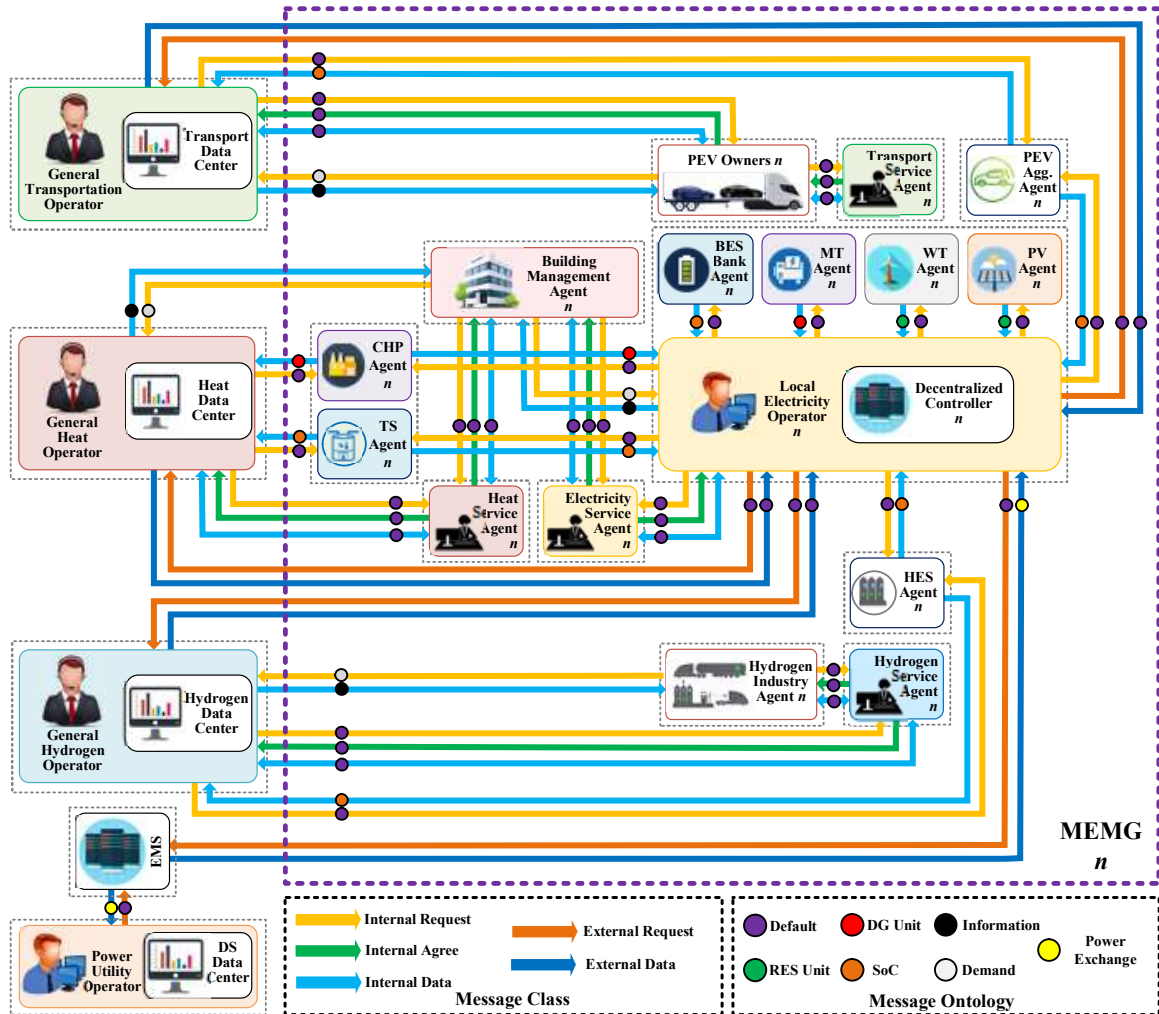 General
Transportation
Operator
Transport
Data
Center
PEV Owners n
Transport
Service
Agent
n
PEV
Agg.
Agent
n
Building
Management
Agent
n
BES
Bank
Agent
n
MT
Agent
n
WT
Agent
n
PV
Agent
n
General
Heat
Operator
Heat
Data
Center
CHP
Agent
n
TS
Agent
n
Local
Electricity
Operator
n
Decentralized
Controller
n
Heat
Service
Agent
n
Electricity
Service
Agent
n
HES
Agent
n
General
Hydrogen
Operator
Hydrogen
Data
Center
Hydrogen
Industry
Agent n
Hydrogen
Service
Agent
n
EMS
MEMG
n
Power
Utility
Operator
DS
Data
Center
Internal Request
Internal Agree
Internal Data
External Request
External Data
Message Class
Default
DG Unit
Information
RES Unit
SoC
Demand
Power
Exchange
Message Ontology